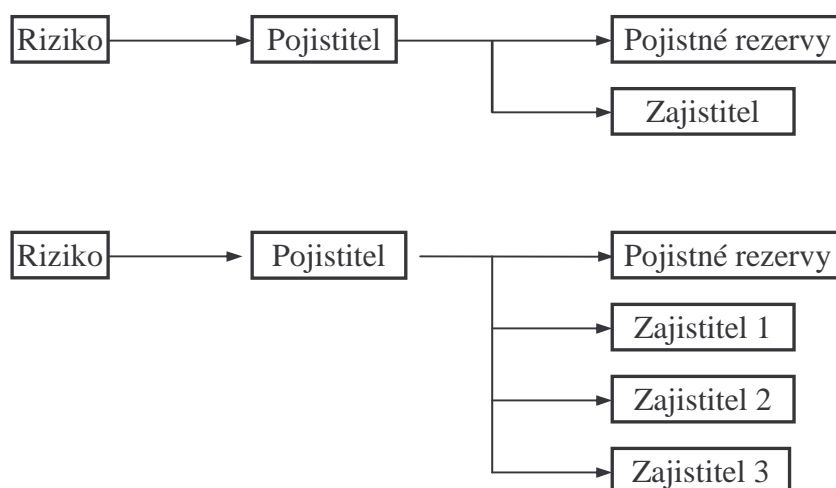 Riziko
Pojistitel
Pojistné rezervy
Zajistitel
Riziko
Pojistitel
Pojistné rezervy
Zajistitel 1
Zajistitel 2
Zajistitel 3